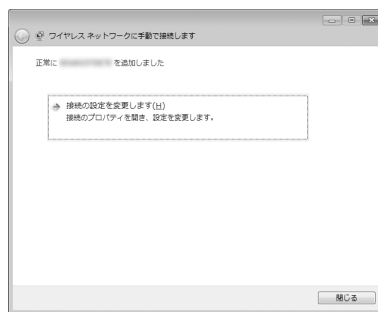 ワイヤレス ネットワークに手動で接続します
正常に を追加しました
接続の設定を変更します(H)
接続のプロパティを開き、設定を変更します。
閉じる